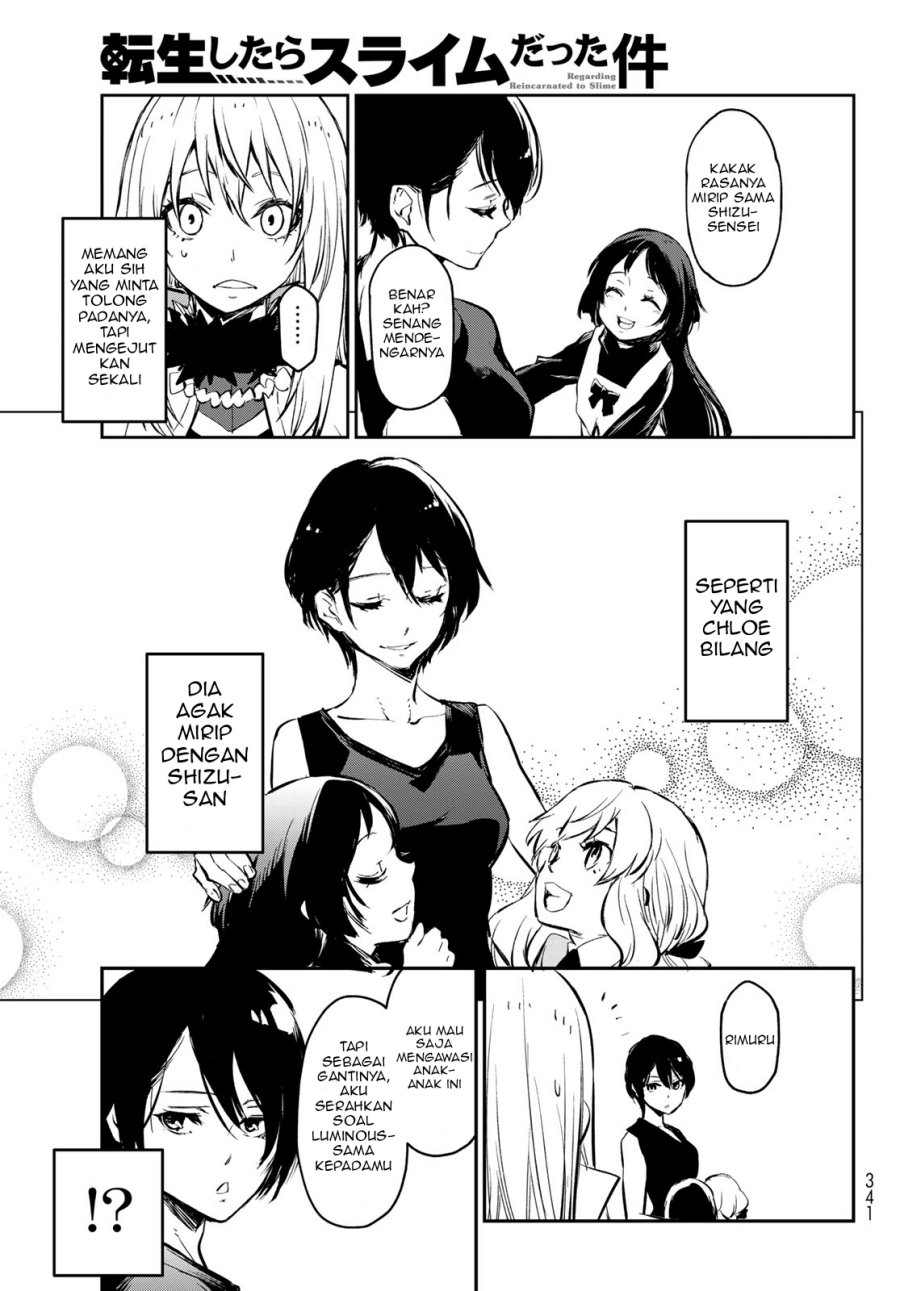 転生したらスライムだった件
Regarding
Reincarnated to Slime
KAKAK
RASANYA
MIRIP SAMA
SHIZU-
SENSEI
BENAR
KAH?
SENANG
MENDE-
NGARNYA
......
MEMANG
AKU SIH
YANG MINTA
TOLONG
PADANYA,
TAPI
MENGEJUT
KAN
SEKALI
SEPERTI
YANG
CHLOE
BILANG
DIA
AGAK
MIRIP
DENGAN
SHIZU-
SAN
RIMURU
AKU MAU
SAJA
MENGAWASI
ANAK-
ANAK INI
TAPI
SEBAGAI
GANTINYA,
AKU
SERAHKAN
SOAL
LUMINOUS-
SAMA
KEPADAMU
!?
341